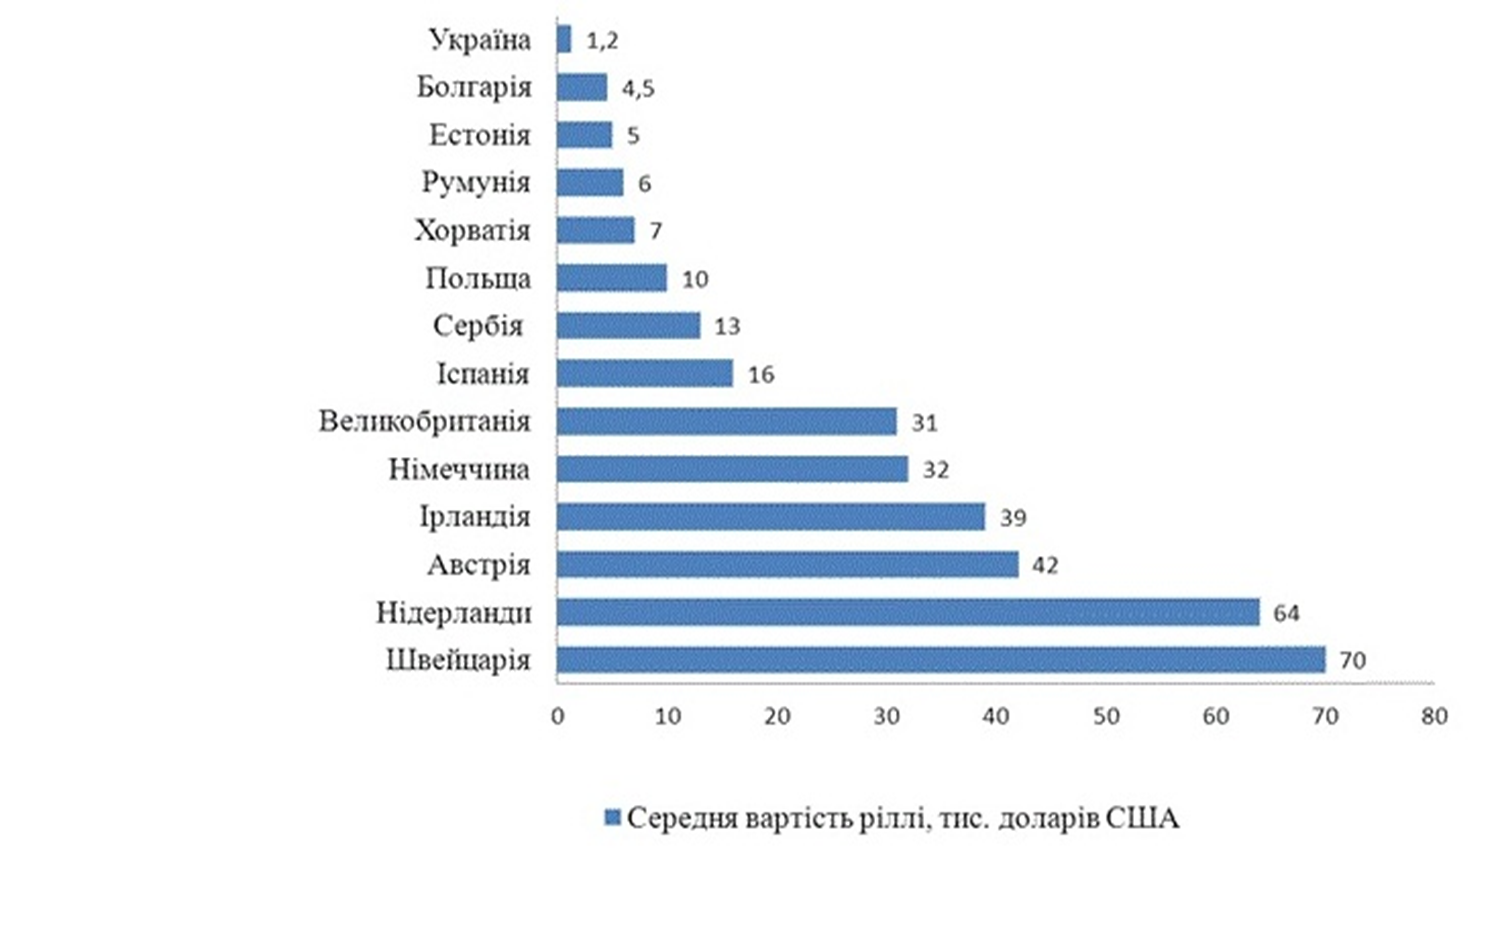 Україна 1,2
Болгарія 4,5
Естонія 5
Румунія 6
Хорватія 7
Польща 10
Сербія 13
Іспанія 16
Великобританія 31
Німеччина 32
Ірландія 39
Австрія 42
Нідерланди 64
Швейцарія 70
0 10 20 30 40 50 60 70 80
Середня вартість ріллі, тис. доларів США